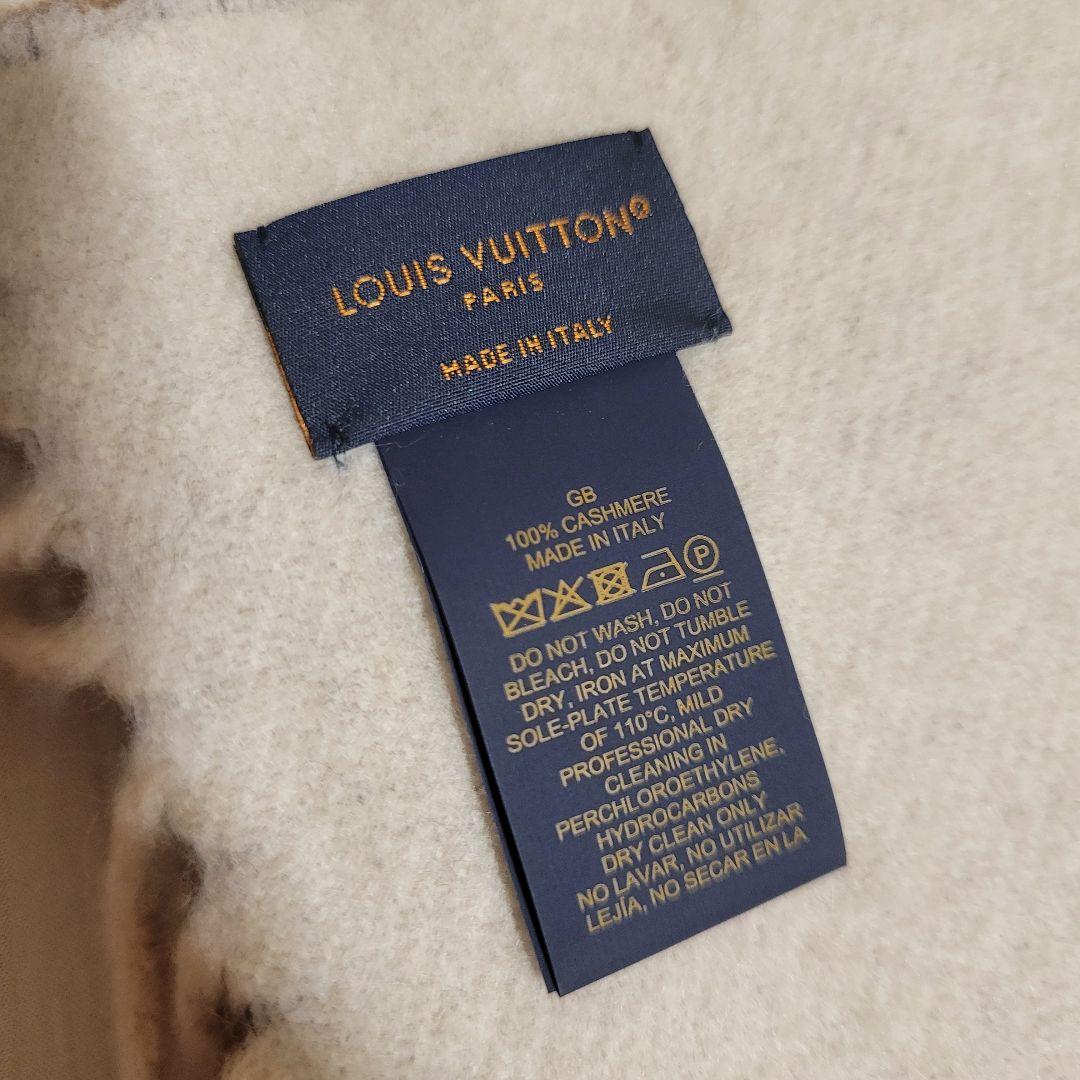 LOUIS VUITTON®
PARIS
MADE IN ITALY
GB
100% CASHMERE
MADE IN ITALY
P
DO NOT WASH, DO NOT
BLEACH, DO NOT TUMBLE
DRY, IRON AT MAXIMUM
SOLE-PLATE TEMPERATURE
OF 110°C, MILD
PROFESSIONAL DRY
CLEANING IN
PERCHLOROETHYLENE,
HYDROCARBONS
DRY CLEAN ONLY
NO LAVAR, NO UTILIZAR
LEJÍA, NO SECAR EN LA